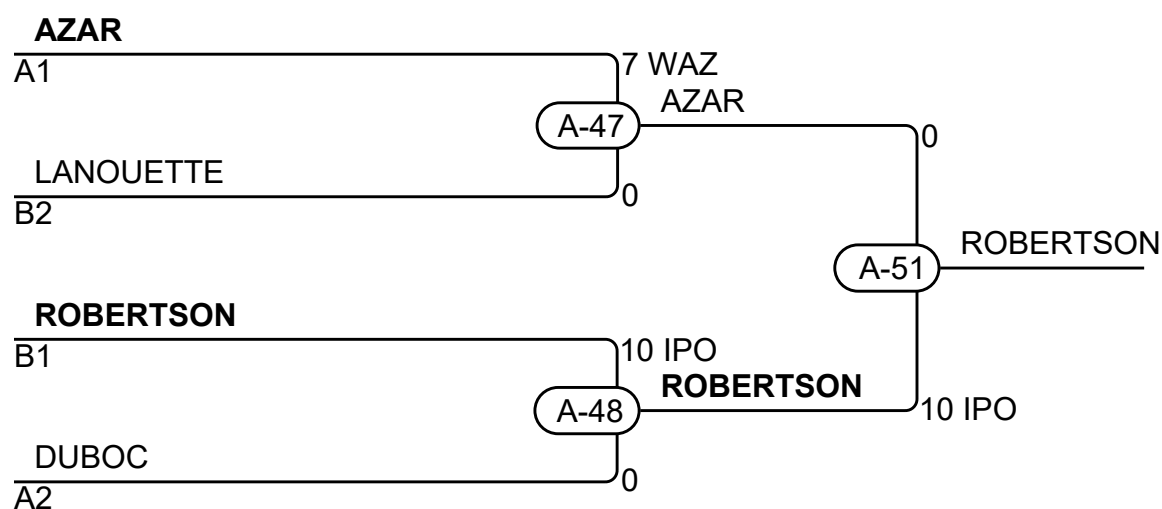 AZAR
A1
7 WAZ
AZAR
A-47
0
LANOUETTE
B2
0
ROBERTSON
A-51
ROBERTSON
B1
10 IPO
ROBERTSON
A-48
10 IPO
DUBOC
A2
0